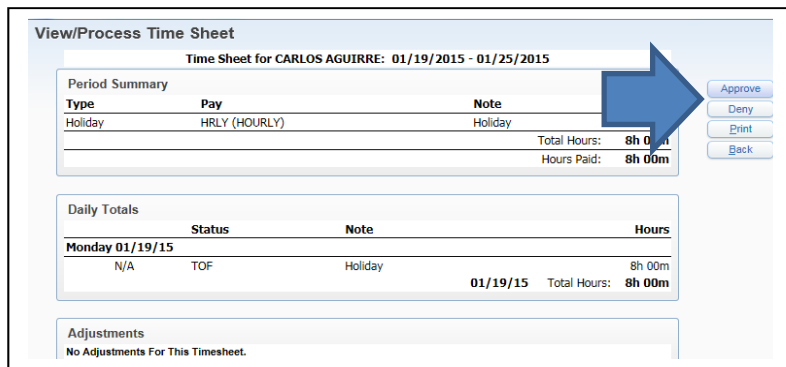 View/Process Time Sheet
Time Sheet for CARLOS AGUIRRE: 01/19/2015 - 01/25/2015
Period Summary
Type Pay Note
Holiday HRLY (HOURLY) Holiday
Total Hours: 8h 00m
Hours Paid: 8h 00m
Approve
Deny
Print
Back
Daily Totals
Status Note Hours
Monday 01/19/15
N/A TOF Holiday 8h 00m
01/19/15 Total Hours: 8h 00m
Adjustments
No Adjustments For This Timesheet.